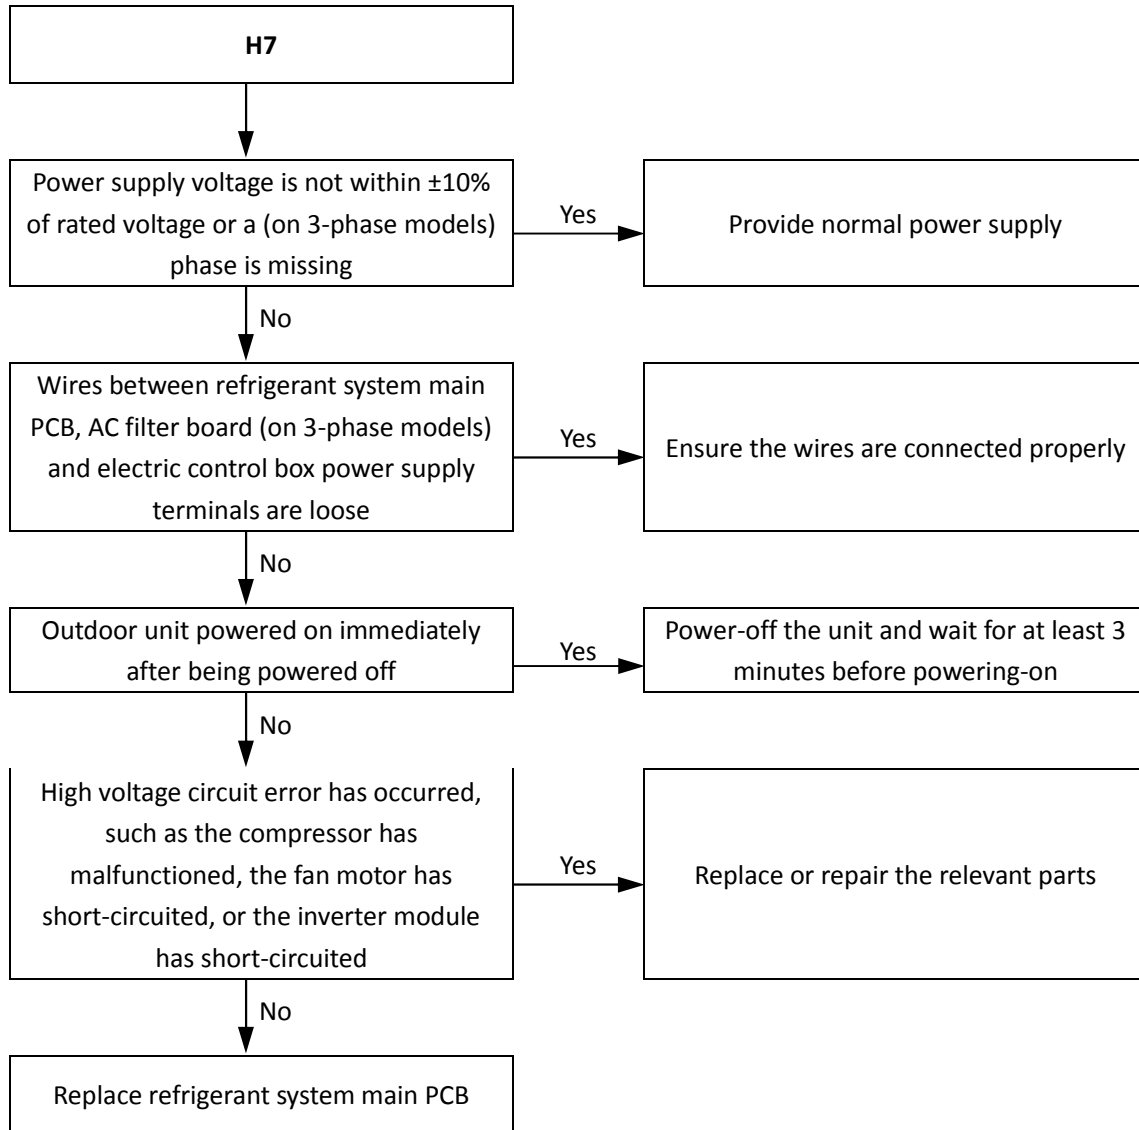 H7
Power supply voltage is not within ±10%
of rated voltage or a (on 3-phase models)
phase is missing
Yes
Provide normal power supply
No
Wires between refrigerant system main
PCB, AC filter board (on 3-phase models)
and electric control box power supply
terminals are loose
Yes
Ensure the wires are connected properly
No
Outdoor unit powered on immediately
after being powered off
Yes
Power-off the unit and wait for at least 3
minutes before powering-on
No
High voltage circuit error has occurred,
such as the compressor has
malfunctioned, the fan motor has
short-circuited, or the inverter module
has short-circuited
Yes
Replace or repair the relevant parts
No
Replace refrigerant system main PCB